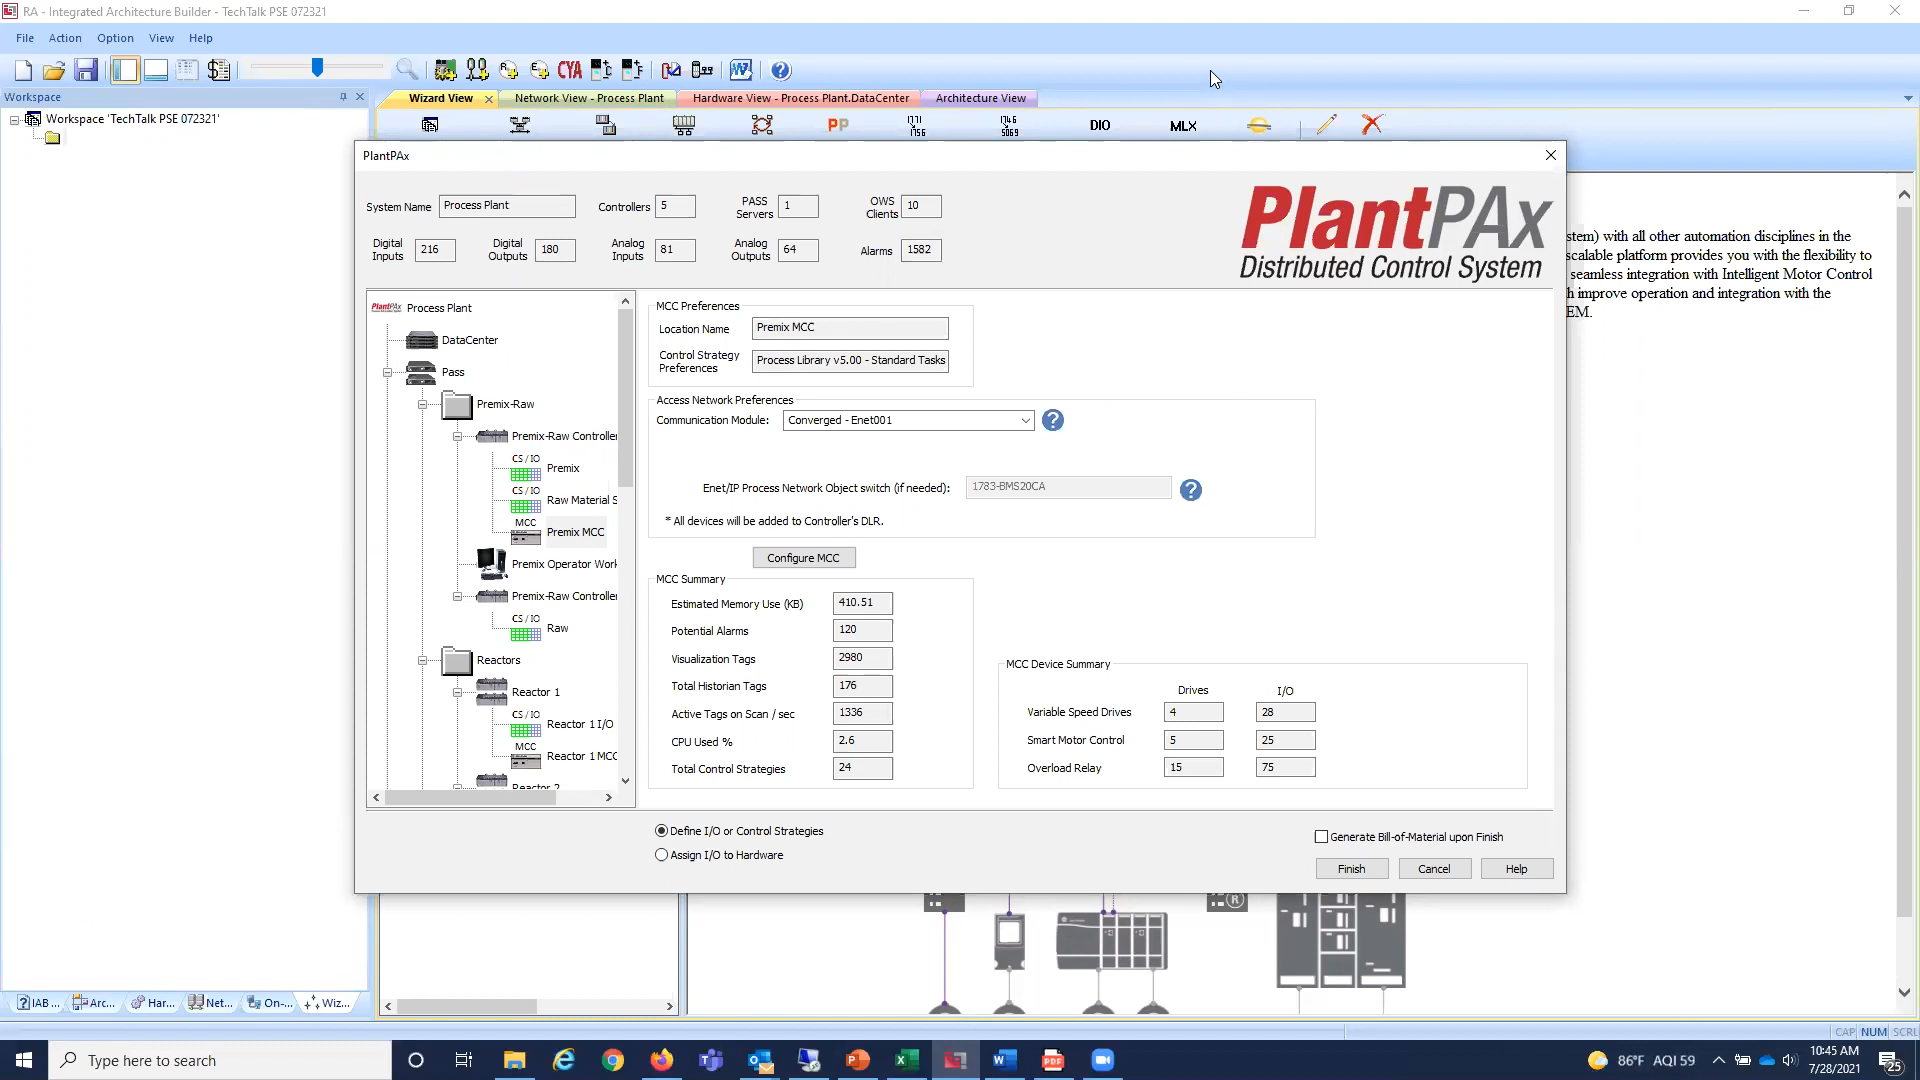 RA - Integrated Architecture Builder - TechTalk PSE 072321
File Action Option View Help
CYA
Workspace
Wizard View
Network View - Process Plant
Hardware View - Process Plant.DataCenter
Architecture View
Workspace 'TechTalk PSE 072321'
PP
1771
1756
1746
5069
DIO
MLX
PlantPAx
System Name Process Plant
Controllers 5
PASS Servers 1
OWS Clients 10
Digital Inputs 216
Digital Outputs 180
Analog Inputs 81
Analog Outputs 64
Alarms 1582
PlantPAx
Distributed Control System
stem) with all other automation disciplines in the
scalable platform provides you with the flexibility to
seamless integration with Intelligent Motor Control
h improve operation and integration with the
EM.
PlantPAx Process Plant
DataCenter
Pass
Premix-Raw
Premix-Raw Controller
CS / IO
Premix
CS / IO
Raw Material S
MCC
Premix MCC
Premix Operator Work
Premix-Raw Controller
CS / IO
Raw
Reactors
Reactor 1
CS / IO
Reactor 1 I/O
MCC
Reactor 1 MCC
Reactor 2
MCC Preferences
Location Name Premix MCC
Control Strategy Preferences Process Library v5.00 - Standard Tasks
Access Network Preferences
Communication Module: Converged - Enet001
Enet/IP Process Network Object switch (if needed): 1783-BMS20CA
* All devices will be added to Controller's DLR.
Configure MCC
MCC Summary
Estimated Memory Use (KB) 410.51
Potential Alarms 120
Visualization Tags 2980
Total Historian Tags 176
Active Tags on Scan / sec 1336
CPU Used % 2.6
Total Control Strategies 24
MCC Device Summary
Drives I/O
Variable Speed Drives 4 28
Smart Motor Control 5 25
Overload Relay 15 75
Define I/O or Control Strategies
Assign I/O to Hardware
Generate Bill-of-Material upon Finish
Finish Cancel Help
IAB ... Arc... Har... Net... On-... Wiz...
CAP NUM SCRL
Type here to search
86°F AQI 59
10:45 AM
7/28/2021
25